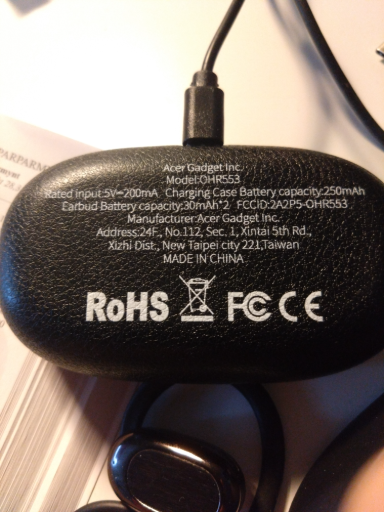 Acer Gadget Inc.
Model:OHR553
Rated Input:5V⎓200mA Charging Case Battery capacity:250mAh
Earbud Battery capacity:30mAh*2 FCCID:2A2P5-OHR553
Manufacturer:Acer Gadget Inc.
Address:24F., No.112, Sec. 1, Xintai 5th Rd.,
Xizhi Dist., New Taipei city 221,Taiwan
MADE IN CHINA
RoHS FC CE